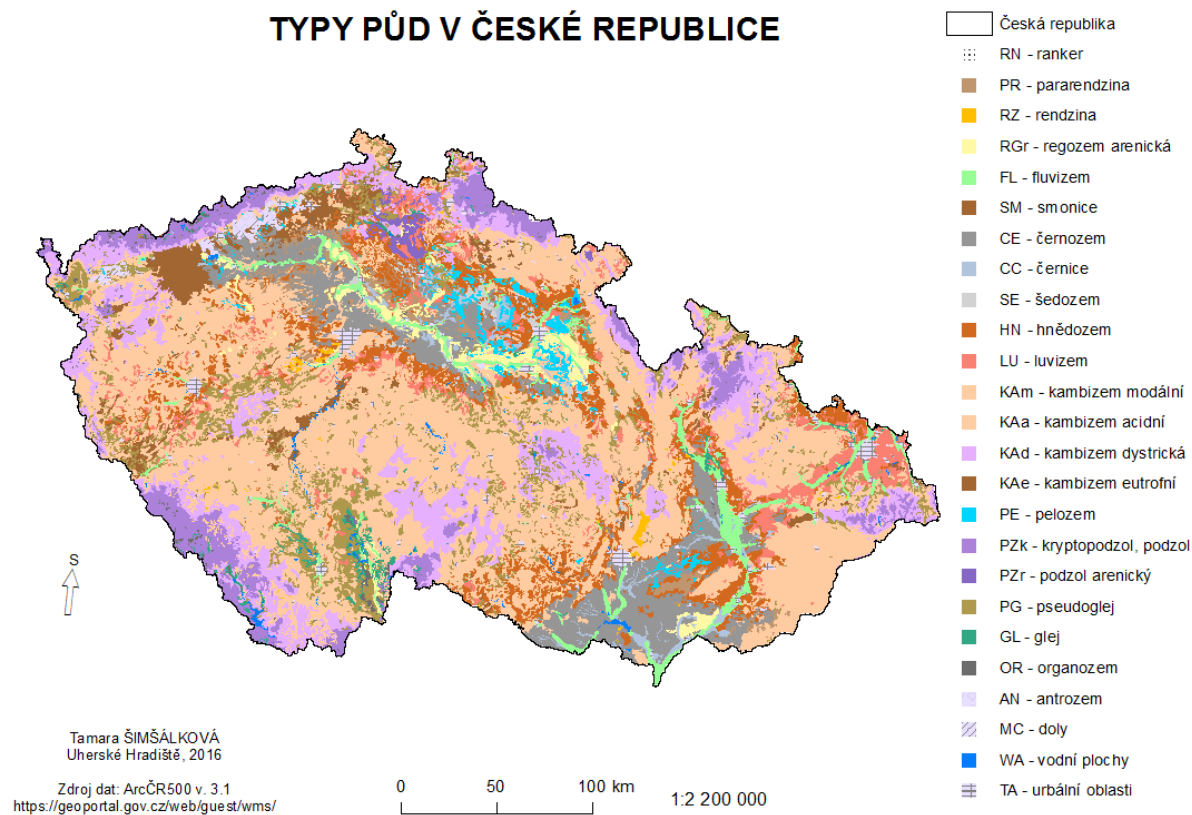 TYPY PŮD V ČESKÉ REPUBLICE
Česká republika
RN - ranker
PR - pararendzina
RZ - rendzina
RGr - regozem arenická
FL - fluvizem
SM - smonice
CE - černozem
CC - černice
SE - šedozem
HN - hnědozem
LU - luvizem
KAm - kambizem modální
KAa - kambizem acidní
KAd - kambizem dystrická
KAe - kambizem eutrofní
PE - pelozem
PZk - kryptopodzol, podzol
PZr - podzol arenický
PG - pseudoglej
GL - glej
OR - organozem
AN - antrozem
MC - doly
WA - vodní plochy
TA - urbální oblasti
S
Tamara ŠIMŠÁLKOVÁ
Uherské Hradiště, 2016
Zdroj dat: ArcČR500 v. 3.1
https://geoportal.gov.cz/web/guest/wms/
0 50 100 km
1:2 200 000